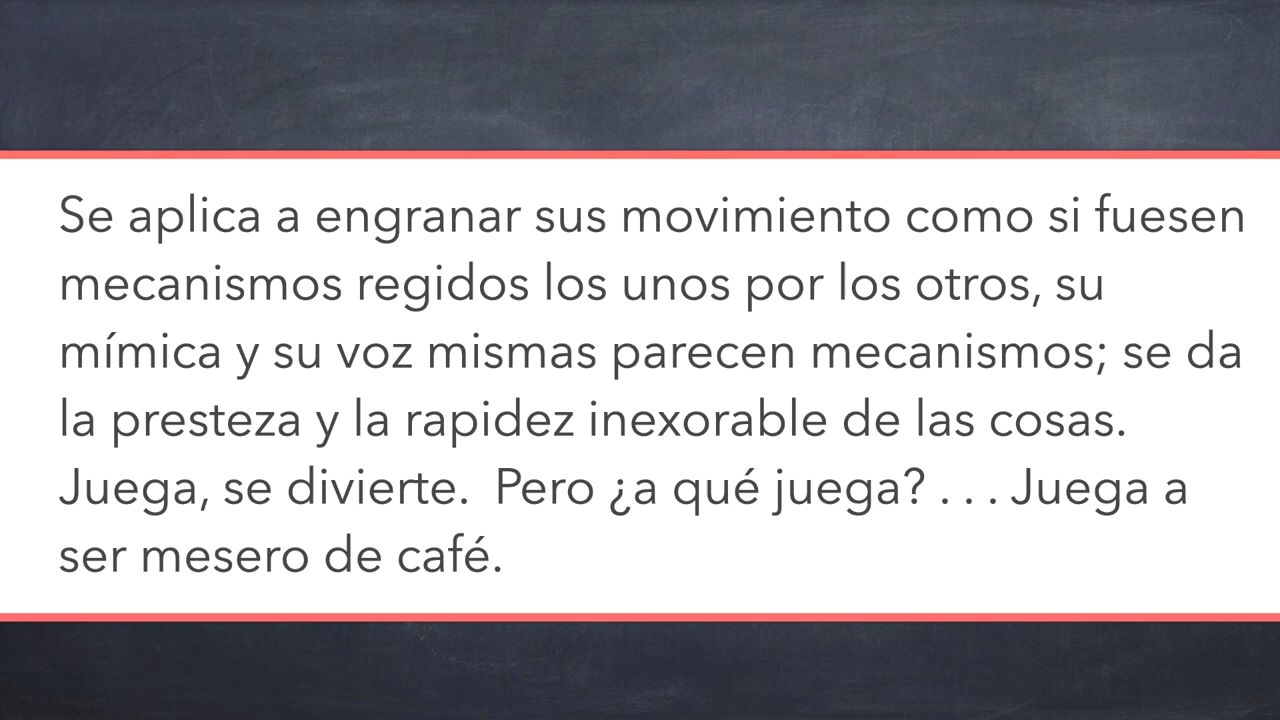 Se aplica a engranar sus movimiento como si fuesen
mecanismos regidos los unos por los otros, su
mímica y su voz mismas parecen mecanismos; se da
la presteza y la rapidez inexorable de las cosas.
Juega, se divierte.  Pero ¿a qué juega? . . . Juega a
ser mesero de café.